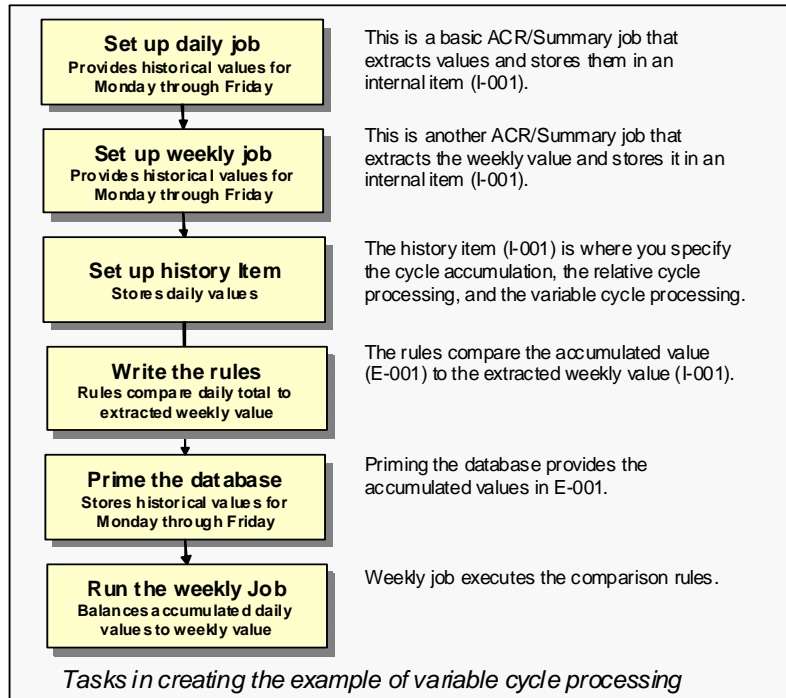 Set up daily job
Provides historical values for
Monday through Friday
This is a basic ACR/Summary job that
extracts values and stores them in an
internal item (I-001).
Set up weekly job
Provides historical values for
Monday through Friday
This is another ACR/Summary job that
extracts the weekly value and stores it in an
internal item (I-001).
Set up history Item
Stores daily values
The history item (I-001) is where you specify
the cycle accumulation, the relative cycle
processing, and the variable cycle processing.
Write the rules
Rules compare daily total to
extracted weekly value
The rules compare the accumulated value
(E-001) to the extracted weekly value (I-001).
Prime the database
Stores historical values for
Monday through Friday
Priming the database provides the
accumulated values in E-001.
Run the weekly Job
Balances accumulated daily
values to weekly value
Weekly job executes the comparison rules.
Tasks in creating the example of variable cycle processing